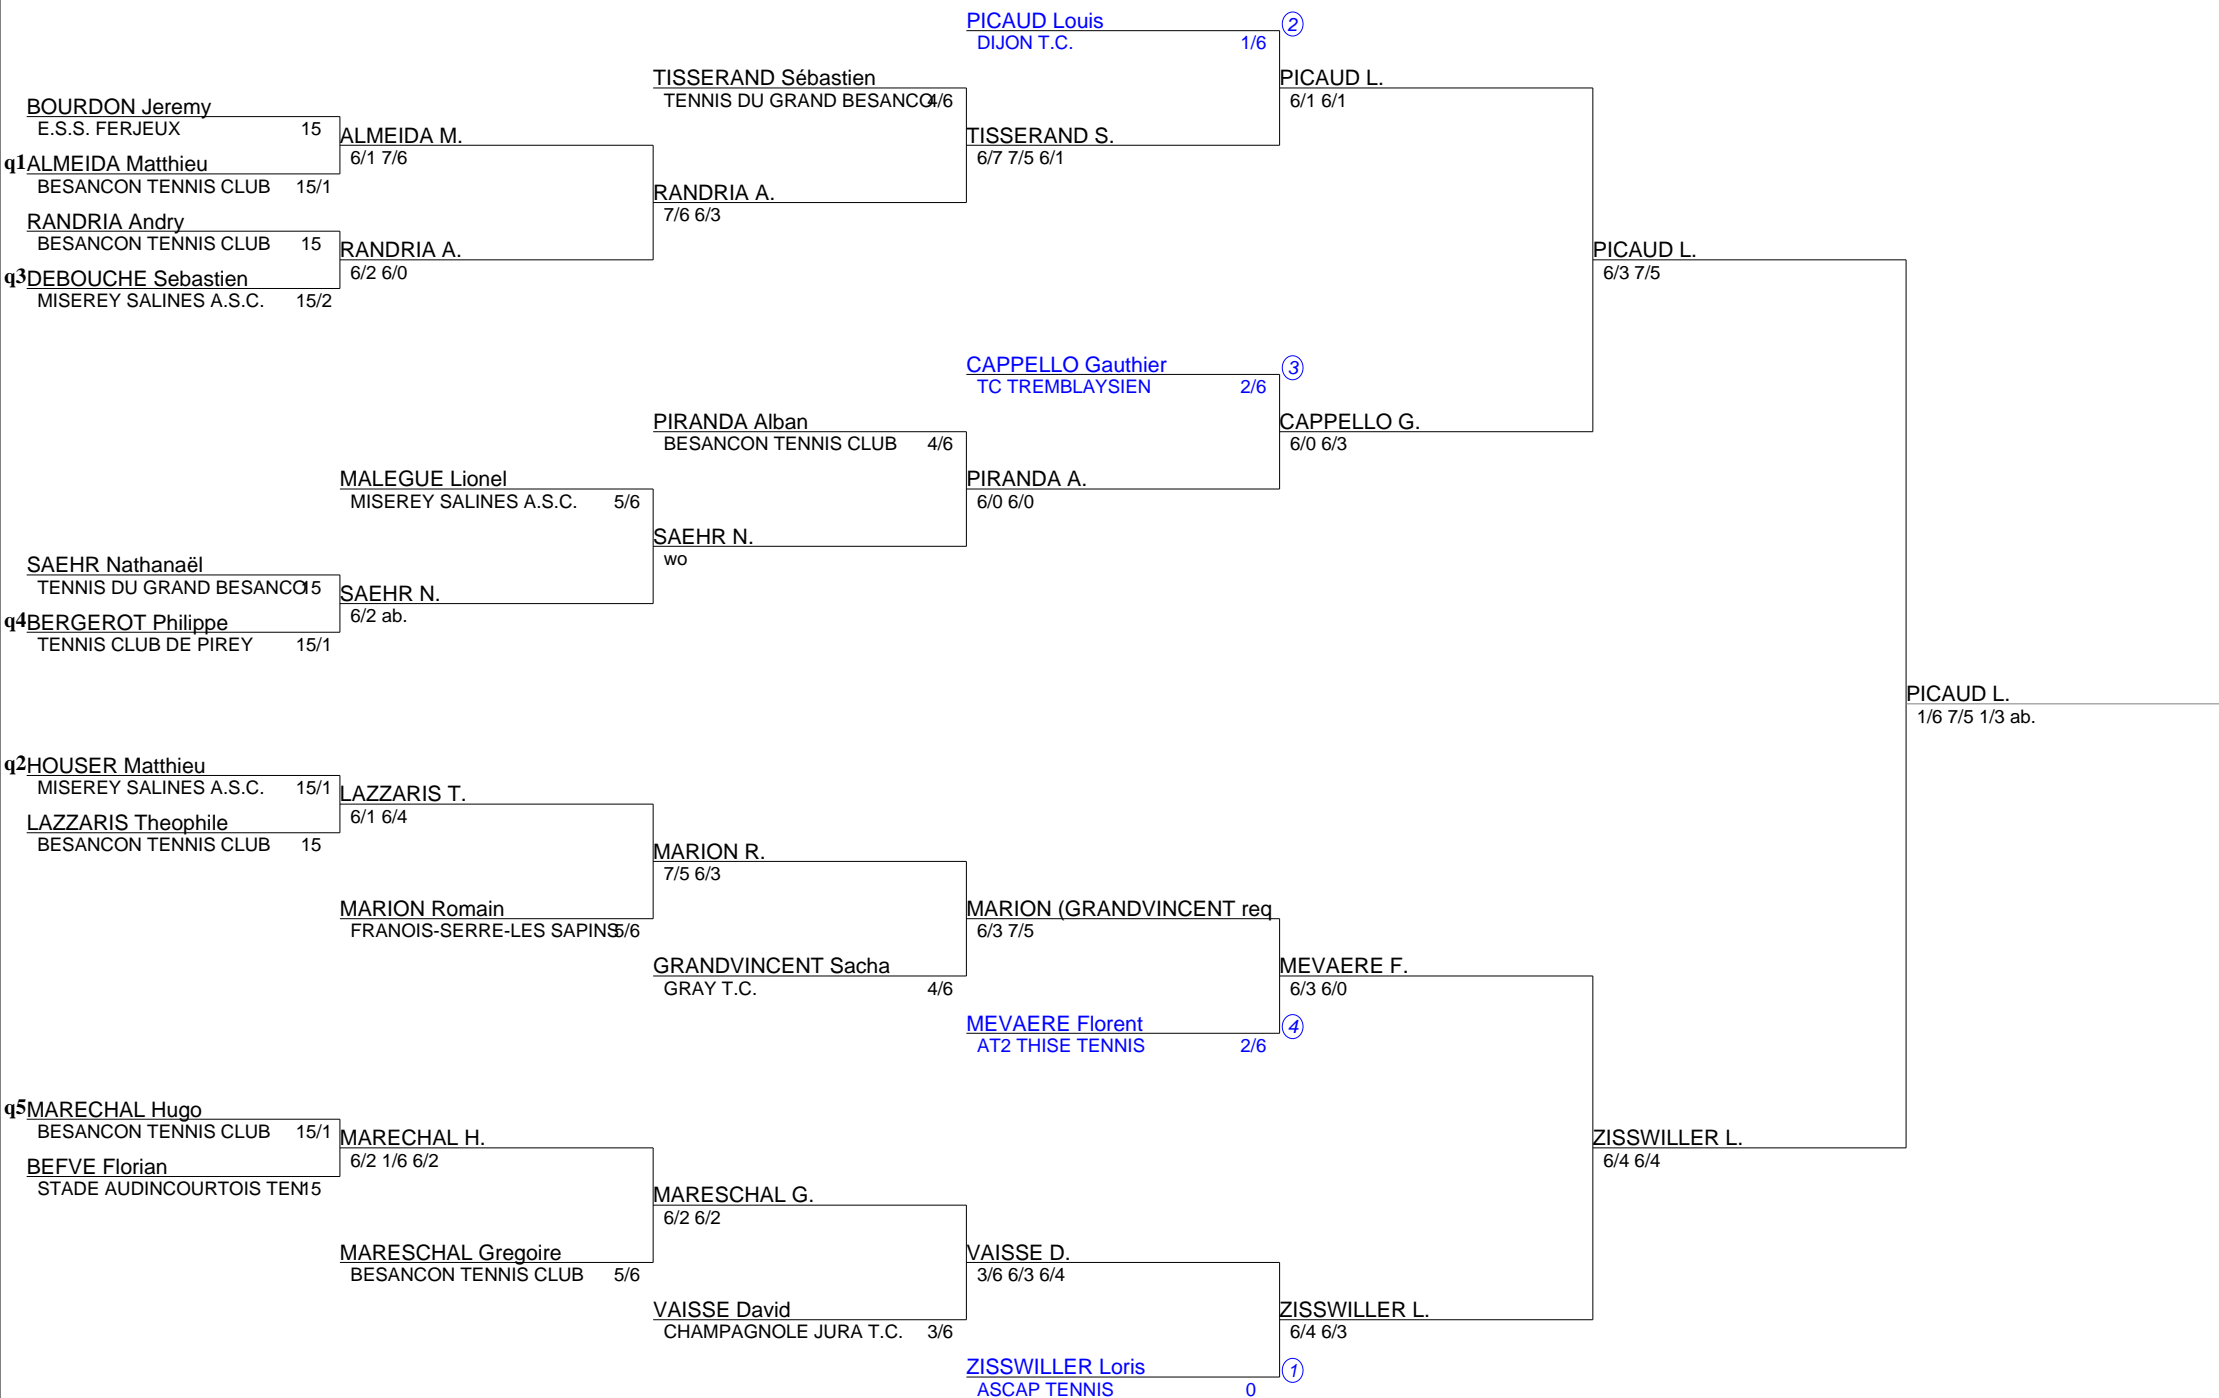 PICAUD Louis 2
DIJON T.C. 1/6
TISSERAND Sébastien
TENNIS DU GRAND BESANCO 4/6
PICAUD L.
6/1 6/1
BOURDON Jeremy
E.S.S. FERJEUX 15
ALMEIDA M.
6/1 7/6
TISSERAND S.
6/7 7/5 6/1
q1 ALMEIDA Matthieu
BESANCON TENNIS CLUB 15/1
RANDRIA A.
7/6 6/3
RANDRIA Andry
BESANCON TENNIS CLUB 15
RANDRIA A.
6/2 6/0
PICAUD L.
6/3 7/5
q3 DEBOUCHE Sebastien
MISEREY SALINES A.S.C. 15/2
CAPPELLO Gauthier 3
TC TREMBLAYSIEN 2/6
PIRANDA Alban
BESANCON TENNIS CLUB 4/6
CAPPELLO G.
6/0 6/3
MALEGUE Lionel
MISEREY SALINES A.S.C. 5/6
PIRANDA A.
6/0 6/0
SAEHR N.
wo
SAEHR Nathanaël
TENNIS DU GRAND BESANCO 15
SAEHR N.
6/2 ab.
q4 BERGEROT Philippe
TENNIS CLUB DE PIREY 15/1
PICAUD L.
1/6 7/5 1/3 ab.
q2 HOUSER Matthieu
MISEREY SALINES A.S.C. 15/1
LAZZARIS T.
6/1 6/4
LAZZARIS Theophile
BESANCON TENNIS CLUB 15
MARION R.
7/5 6/3
MARION Romain
FRANOIS-SERRE-LES SAPINS 5/6
MARION (GRANDVINCENT req
6/3 7/5
GRANDVINCENT Sacha
GRAY T.C. 4/6
MEVAERE F.
6/3 6/0
MEVAERE Florent 4
AT2 THISE TENNIS 2/6
q5 MARECHAL Hugo
BESANCON TENNIS CLUB 15/1
MARECHAL H.
6/2 1/6 6/2
ZISSWILLER L.
6/4 6/4
BEFVE Florian
STADE AUDINCOURTOIS TEN 15
MARESCHAL G.
6/2 6/2
MARESCHAL Gregoire
BESANCON TENNIS CLUB 5/6
VAISSE D.
3/6 6/3 6/4
VAISSE David
CHAMPAGNOLE JURA T.C. 3/6
ZISSWILLER L.
6/4 6/3
ZISSWILLER Loris 1
ASCAP TENNIS 0